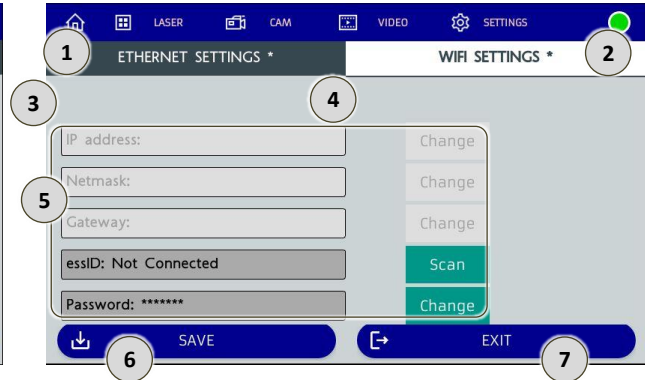 LASER CAM VIDEO SETTINGS
1 ETHERNET SETTINGS * WIFI SETTINGS * 2
3 4
IP address: Change
Netmask: Change
5
Gateway: Change
essID: Not Connected Scan
Password: ******* Change
SAVE EXIT
6 7